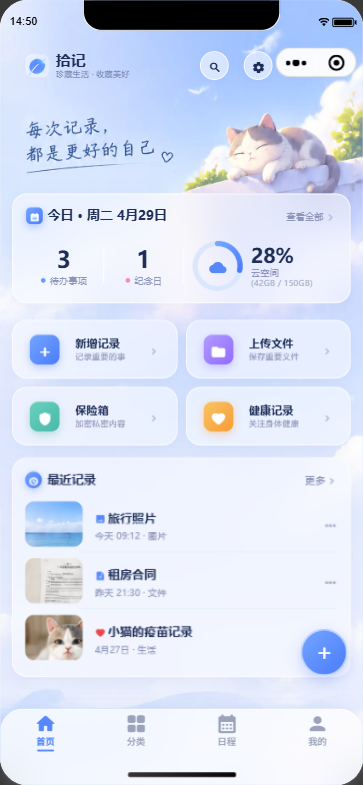 14:50
拾记
珍藏生活 · 收藏美好
每次记录，
都是更好的自己
今日 • 周二 4月29日
查看全部
3
待办事项
1
纪念日
28%
云空间
(42GB / 150GB)
新增记录
记录重要的事
上传文件
保存重要文件
保险箱
加密私密内容
健康记录
关注身体健康
最近记录
更多
旅行照片
今天 09:12 · 图片
租房合同
昨天 21:30 · 文件
小猫的疫苗记录
4月27日 · 生活
首页
分类
日程
我的